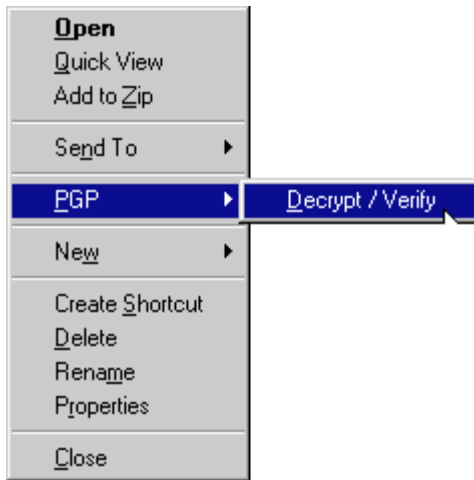 Open
Quick View
Add to Zip
Send To
PGP
Decrypt / Verify
New
Create Shortcut
Delete
Rename
Properties
Close